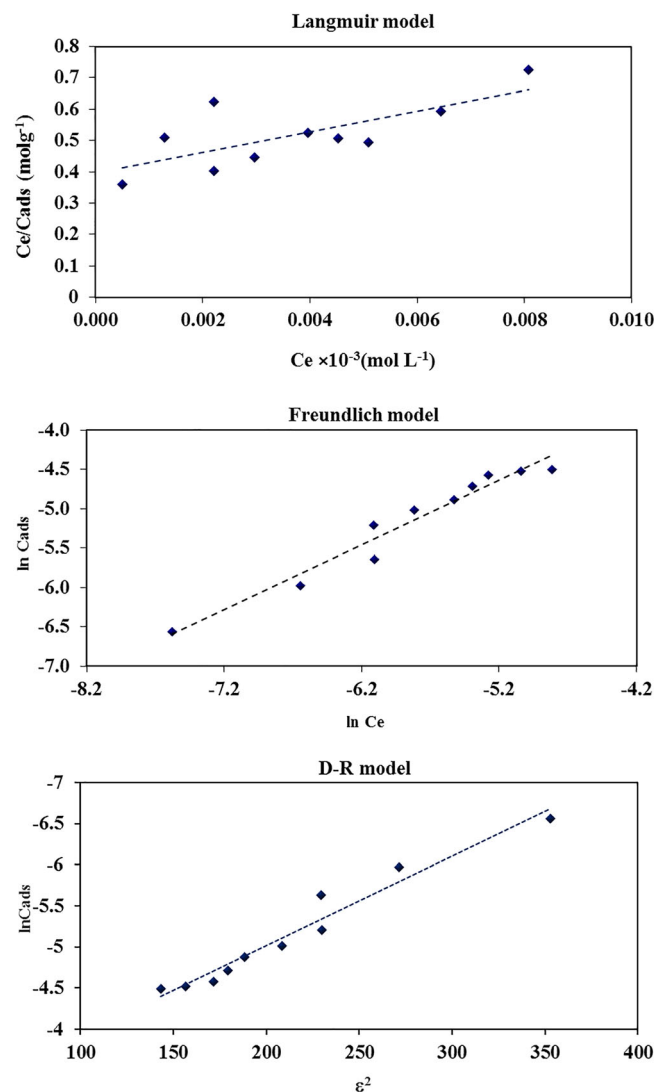 Langmuir model
0.8
0.7
0.6
0.5
0.4
0.3
0.2
0.1
0
Ce/Cads (molg⁻¹)
0.000 0.002 0.004 0.006 0.008 0.010
Ce ×10⁻³(mol L⁻¹)
Freundlich model
-4.0
-4.5
-5.0
-5.5
-6.0
-6.5
-7.0
ln Cads
-8.2 -7.2 -6.2 -5.2 -4.2
ln Ce
D-R model
-7
-6.5
-6
-5.5
-5
-4.5
-4
lnCads
100 150 200 250 300 350 400
ε²